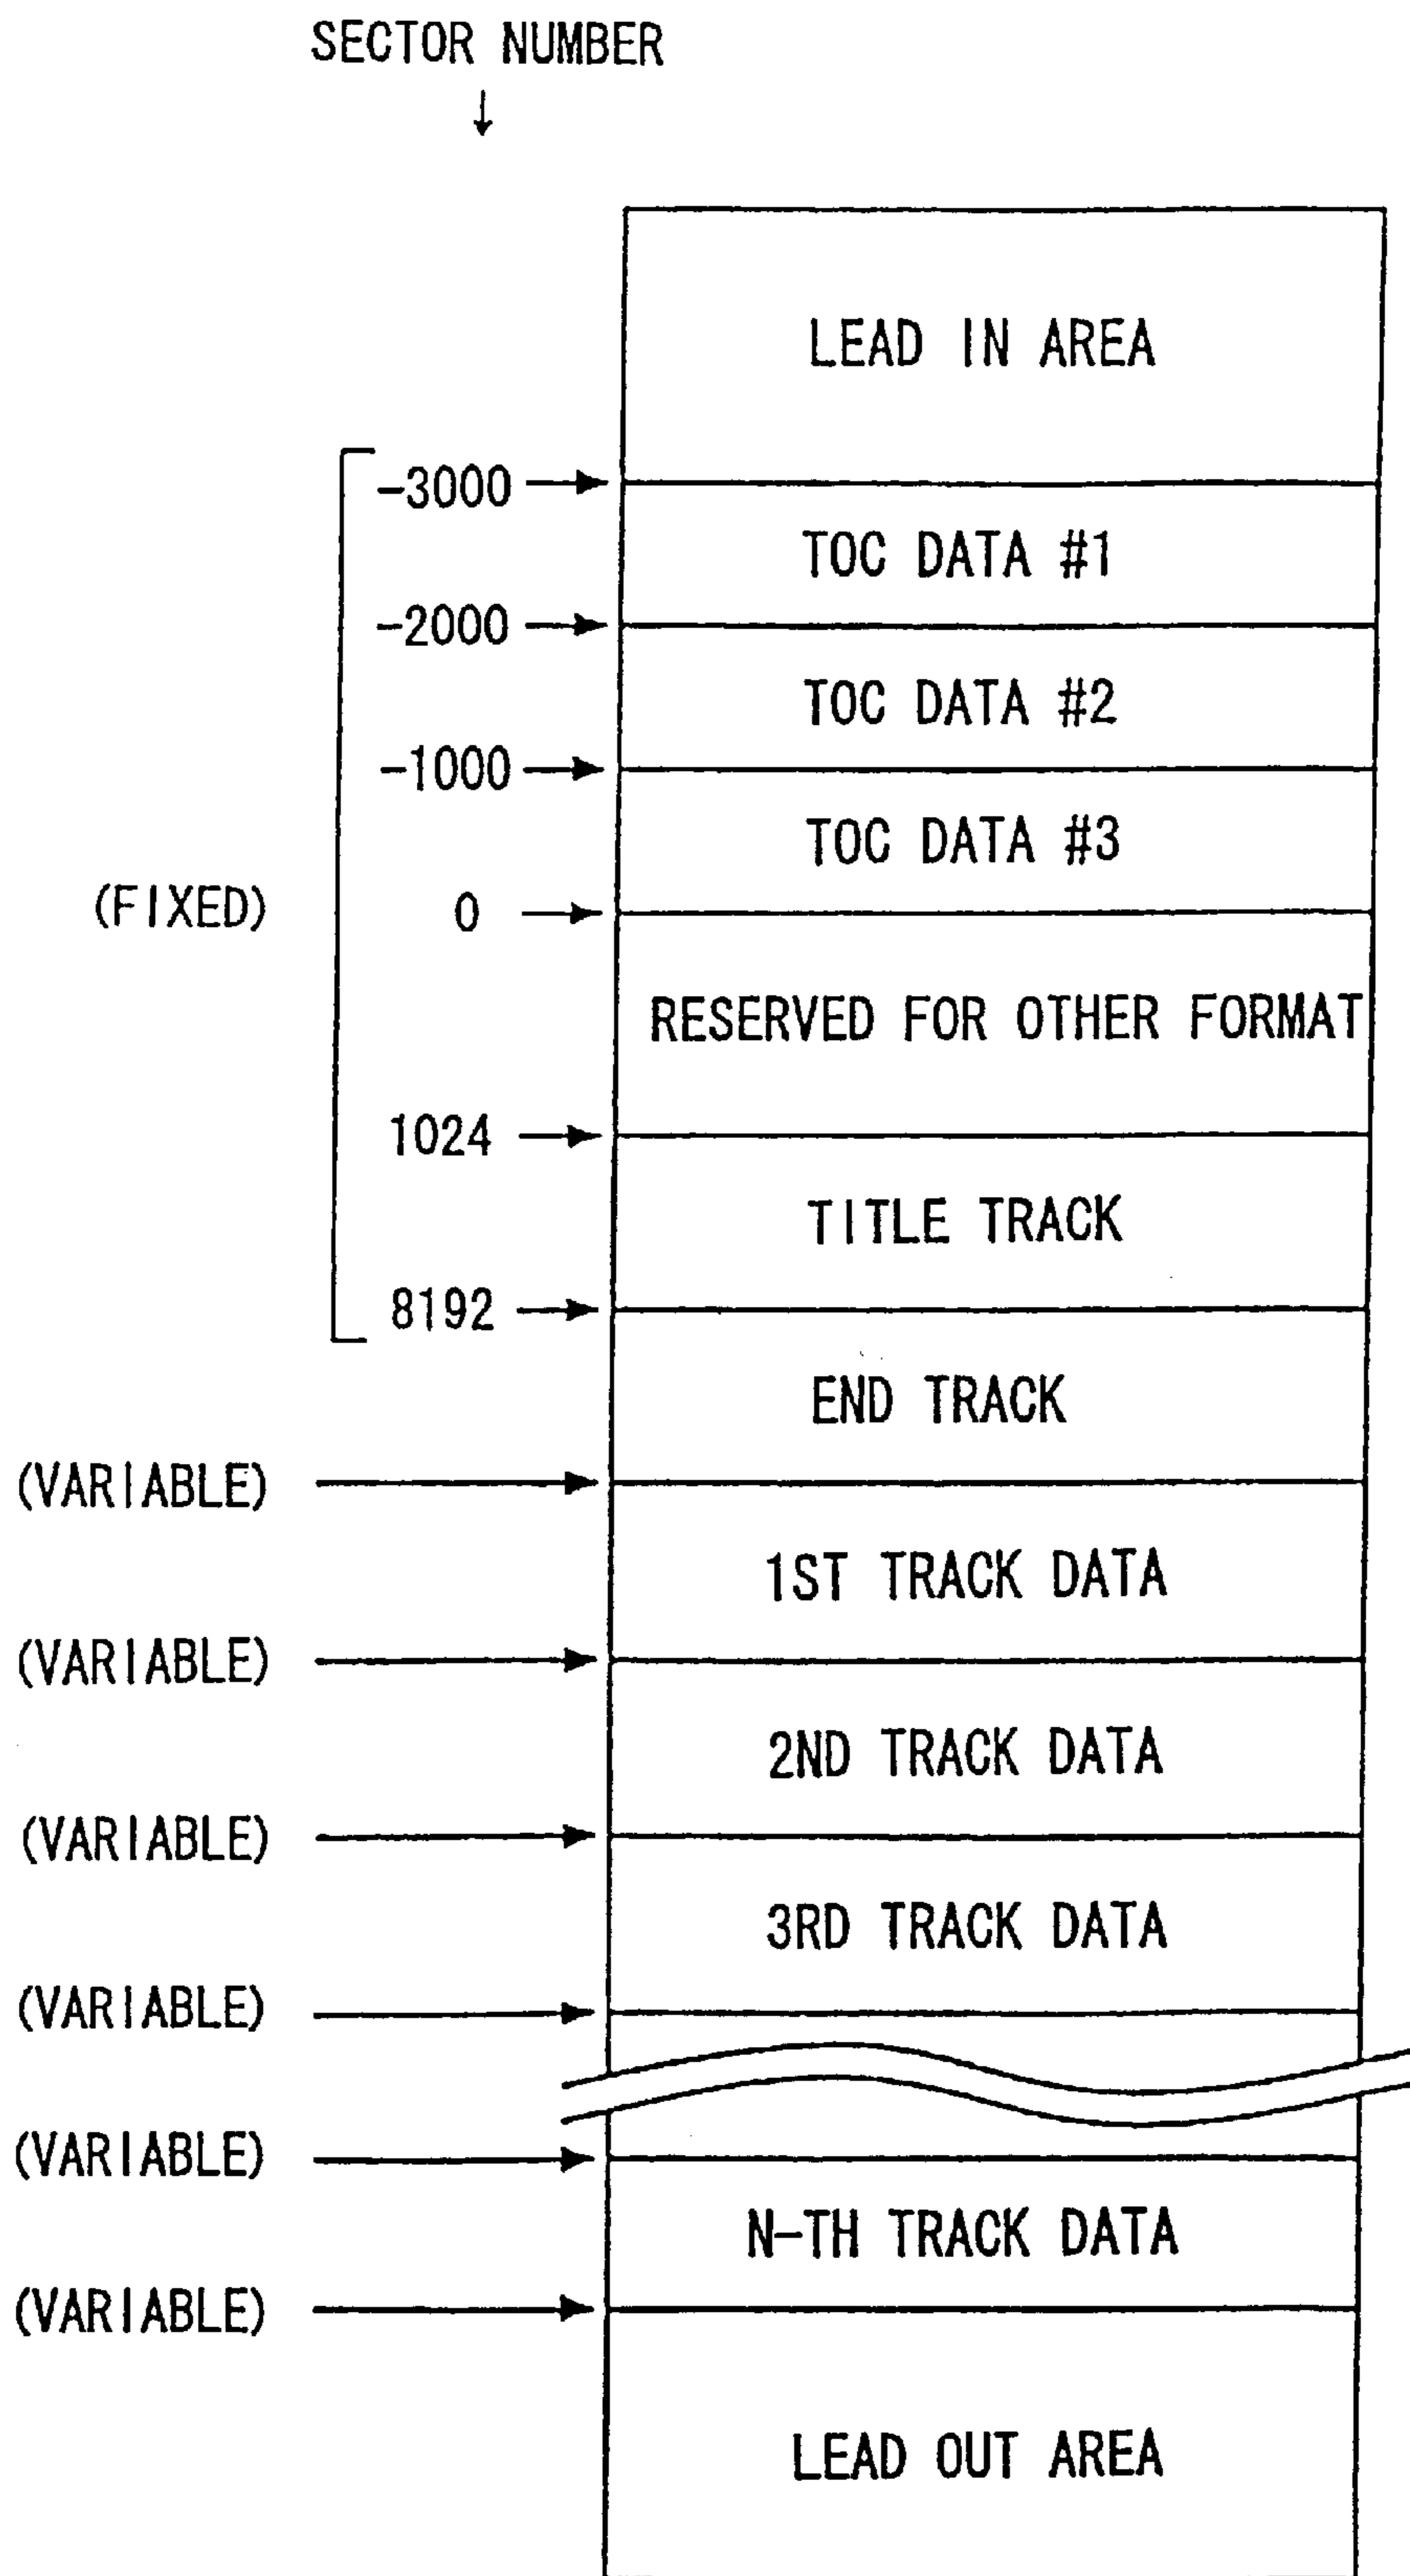 SECTOR NUMBER
↓
LEAD IN AREA
-3000
TOC DATA #1
-2000
TOC DATA #2
-1000
TOC DATA #3
(FIXED)
0
RESERVED FOR OTHER FORMAT
1024
TITLE TRACK
8192
END TRACK
(VARIABLE)
1ST TRACK DATA
(VARIABLE)
2ND TRACK DATA
(VARIABLE)
3RD TRACK DATA
(VARIABLE)
(VARIABLE)
N-TH TRACK DATA
(VARIABLE)
LEAD OUT AREA